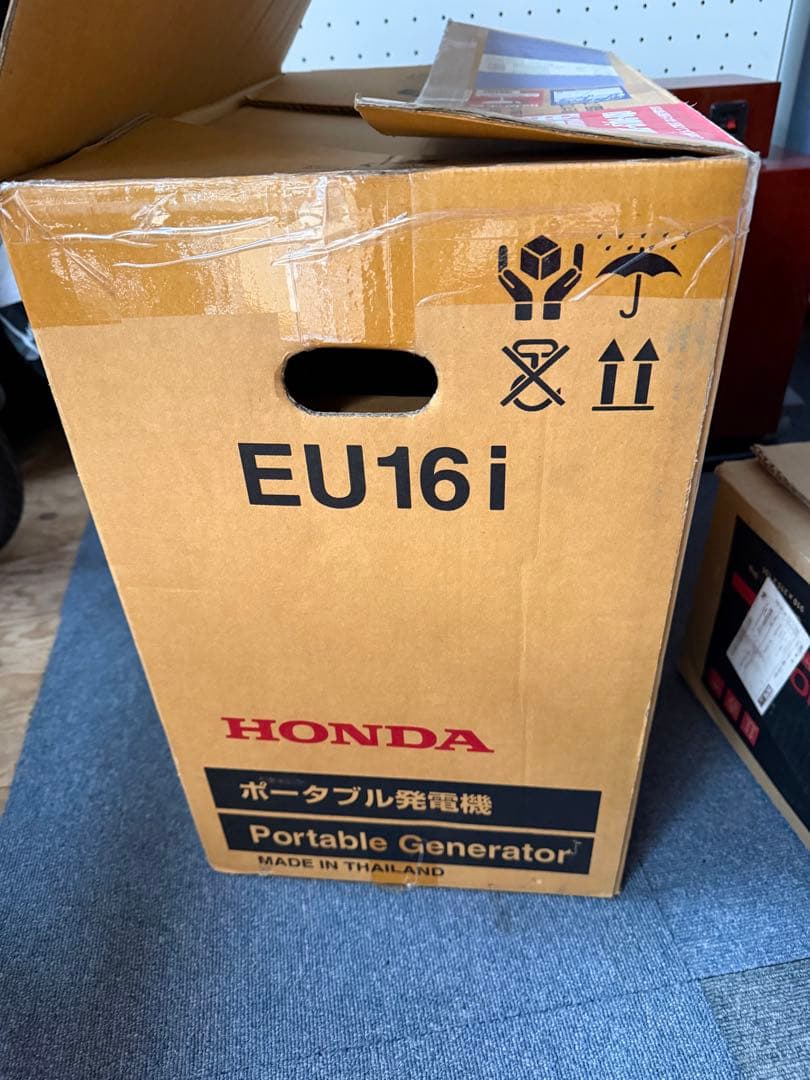 EU16i
HONDA
ポータブル発電機
Portable Generator
MADE IN THAILAND